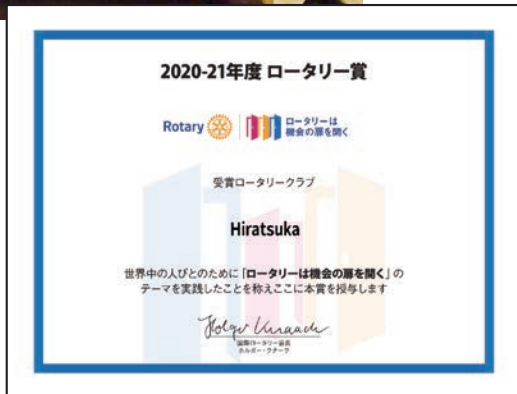 2020-21年度 ロータリー賞
Rotary
ロータリーは
機会の扉を開く
受賞ロータリークラブ
Hiratsuka
世界中の人びとのために「ロータリーは機会の扉を開く」の
テーマを実践したことを称えここに本賞を授与します
Holger Knaack
国際ロータリー会長
ホルガー・クナーク